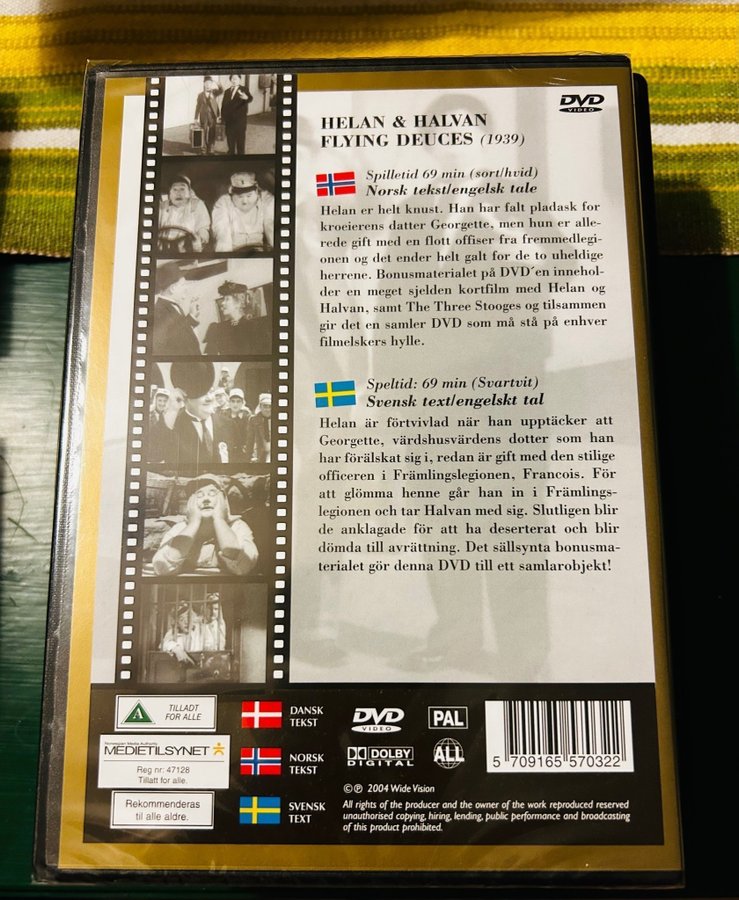 HELAN & HALVAN
FLYING DEUCES (1939)
DVD
VIDEO
Spilletid 69 min (sort/hvid)
Norsk tekst/engelsk tale
Helan er helt knust. Han har falt pladask for
kroeierens datter Georgette, men hun er alle-
rede gift med en flott offiser fra fremmedlegi-
onen og det ender helt galt for de to uheldige
herrene. Bonusmaterialet på DVD´en innehol-
der en meget sjelden kortfilm med Helan og
Halvan, samt The Three Stooges og tilsammen
gir det en samler DVD som må stå på enhver
filmelskers hylle.
Speltid: 69 min (Svartvit)
Svensk text/engelskt tal
Helan är förtvivlad när han upptäcker att
Georgette, värdshusvärdens dotter som han
har förälskat sig i, redan är gift med den stilige
officeren i Främlingslegionen, Francois. För
att glömma henne går han in i Främlings-
legionen och tar Halvan med sig. Slutligen blir
de anklagade för att ha deserterat och blir
dömda till avrättning. Det sällsynta bonusma-
terialet gör denna DVD till ett samlarobjekt!
A
TILLADT
FOR ALLE
Norwegian Media Authority
MEDIETILSYNET
Reg nr: 47128
Tillatt for alle.
Rekommenderas
til alle aldre.
DANSK
TEKST
NORSK
TEKST
SVENSK
TEXT
DVD
VIDEO
PAL
DOLBY
DIGITAL
ALL
©℗ 2004 Wide Vision
All rights of the producer and the owner of the work reproduced reserved
unauthorised copying, hiring, lending, public performance and broadcasting
of this product prohibited.
5 709165 570322